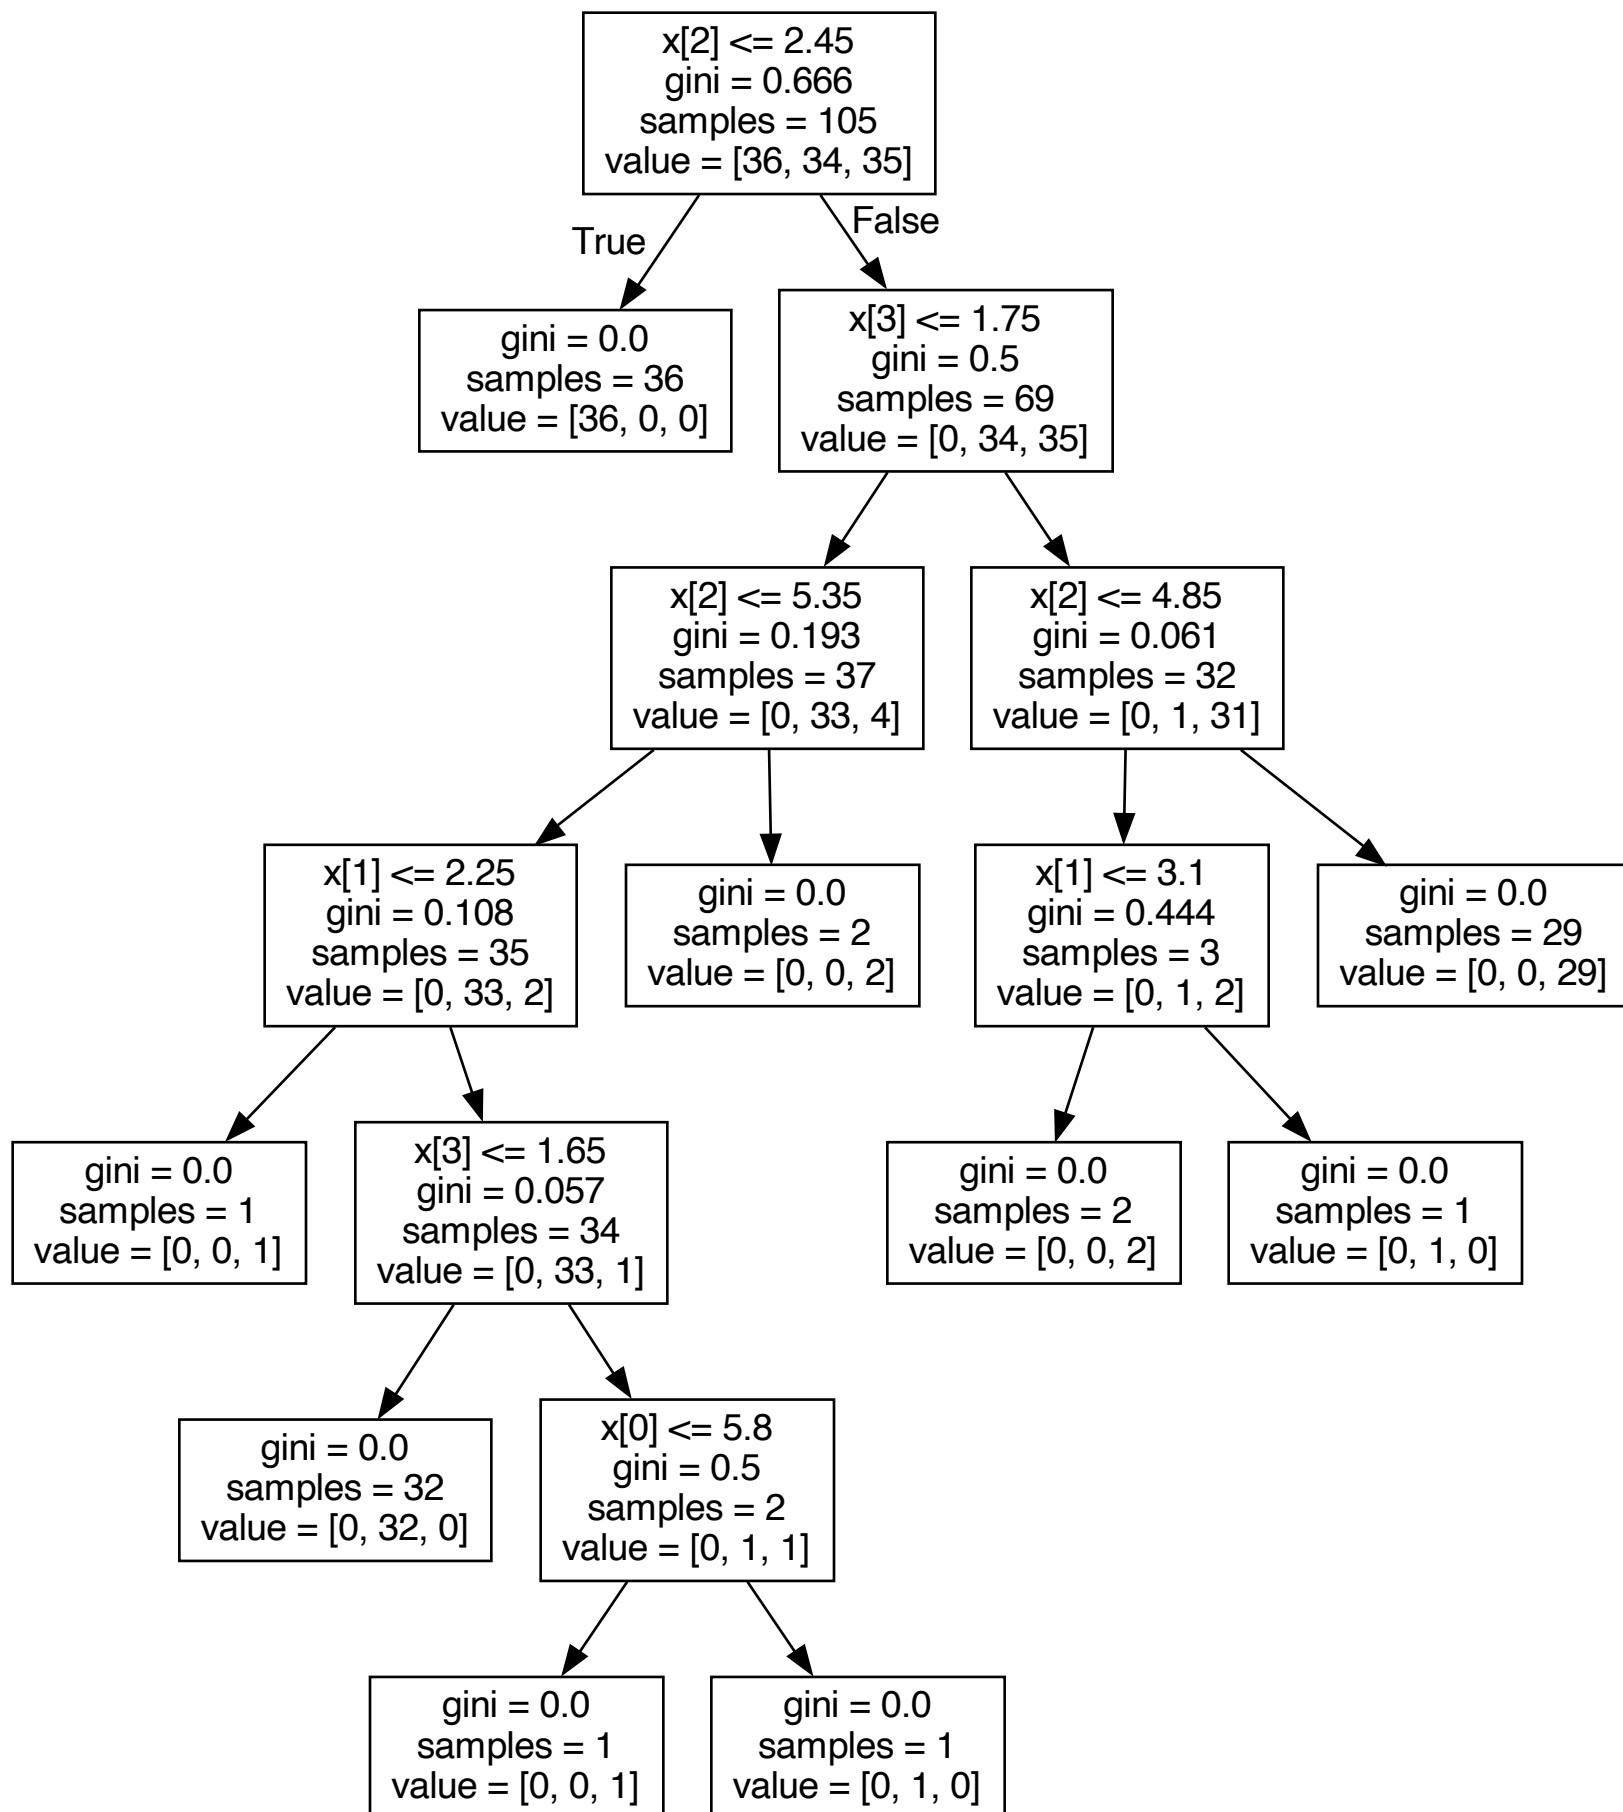 x[2] <= 2.45
gini = 0.666
samples = 105
value = [36, 34, 35]
True
False
gini = 0.0
samples = 36
value = [36, 0, 0]
x[3] <= 1.75
gini = 0.5
samples = 69
value = [0, 34, 35]
x[2] <= 5.35
gini = 0.193
samples = 37
value = [0, 33, 4]
x[2] <= 4.85
gini = 0.061
samples = 32
value = [0, 1, 31]
x[1] <= 2.25
gini = 0.108
samples = 35
value = [0, 33, 2]
gini = 0.0
samples = 2
value = [0, 0, 2]
x[1] <= 3.1
gini = 0.444
samples = 3
value = [0, 1, 2]
gini = 0.0
samples = 29
value = [0, 0, 29]
gini = 0.0
samples = 1
value = [0, 0, 1]
x[3] <= 1.65
gini = 0.057
samples = 34
value = [0, 33, 1]
gini = 0.0
samples = 2
value = [0, 0, 2]
gini = 0.0
samples = 1
value = [0, 1, 0]
gini = 0.0
samples = 32
value = [0, 32, 0]
x[0] <= 5.8
gini = 0.5
samples = 2
value = [0, 1, 1]
gini = 0.0
samples = 1
value = [0, 0, 1]
gini = 0.0
samples = 1
value = [0, 1, 0]